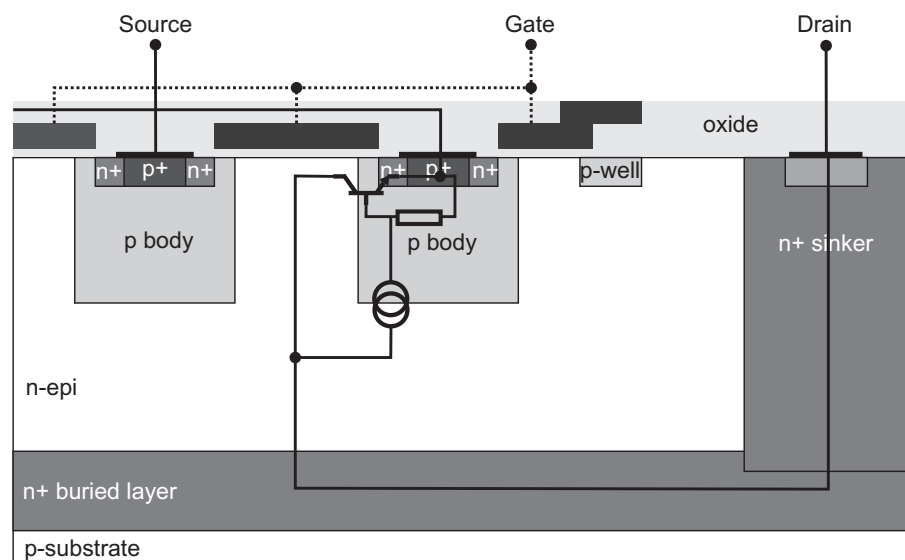 Source Gate Drain
oxide
n+ p+ n+ n+ p+ n+ p-well
p body p body n+ sinker
n-epi
n+ buried layer
p-substrate